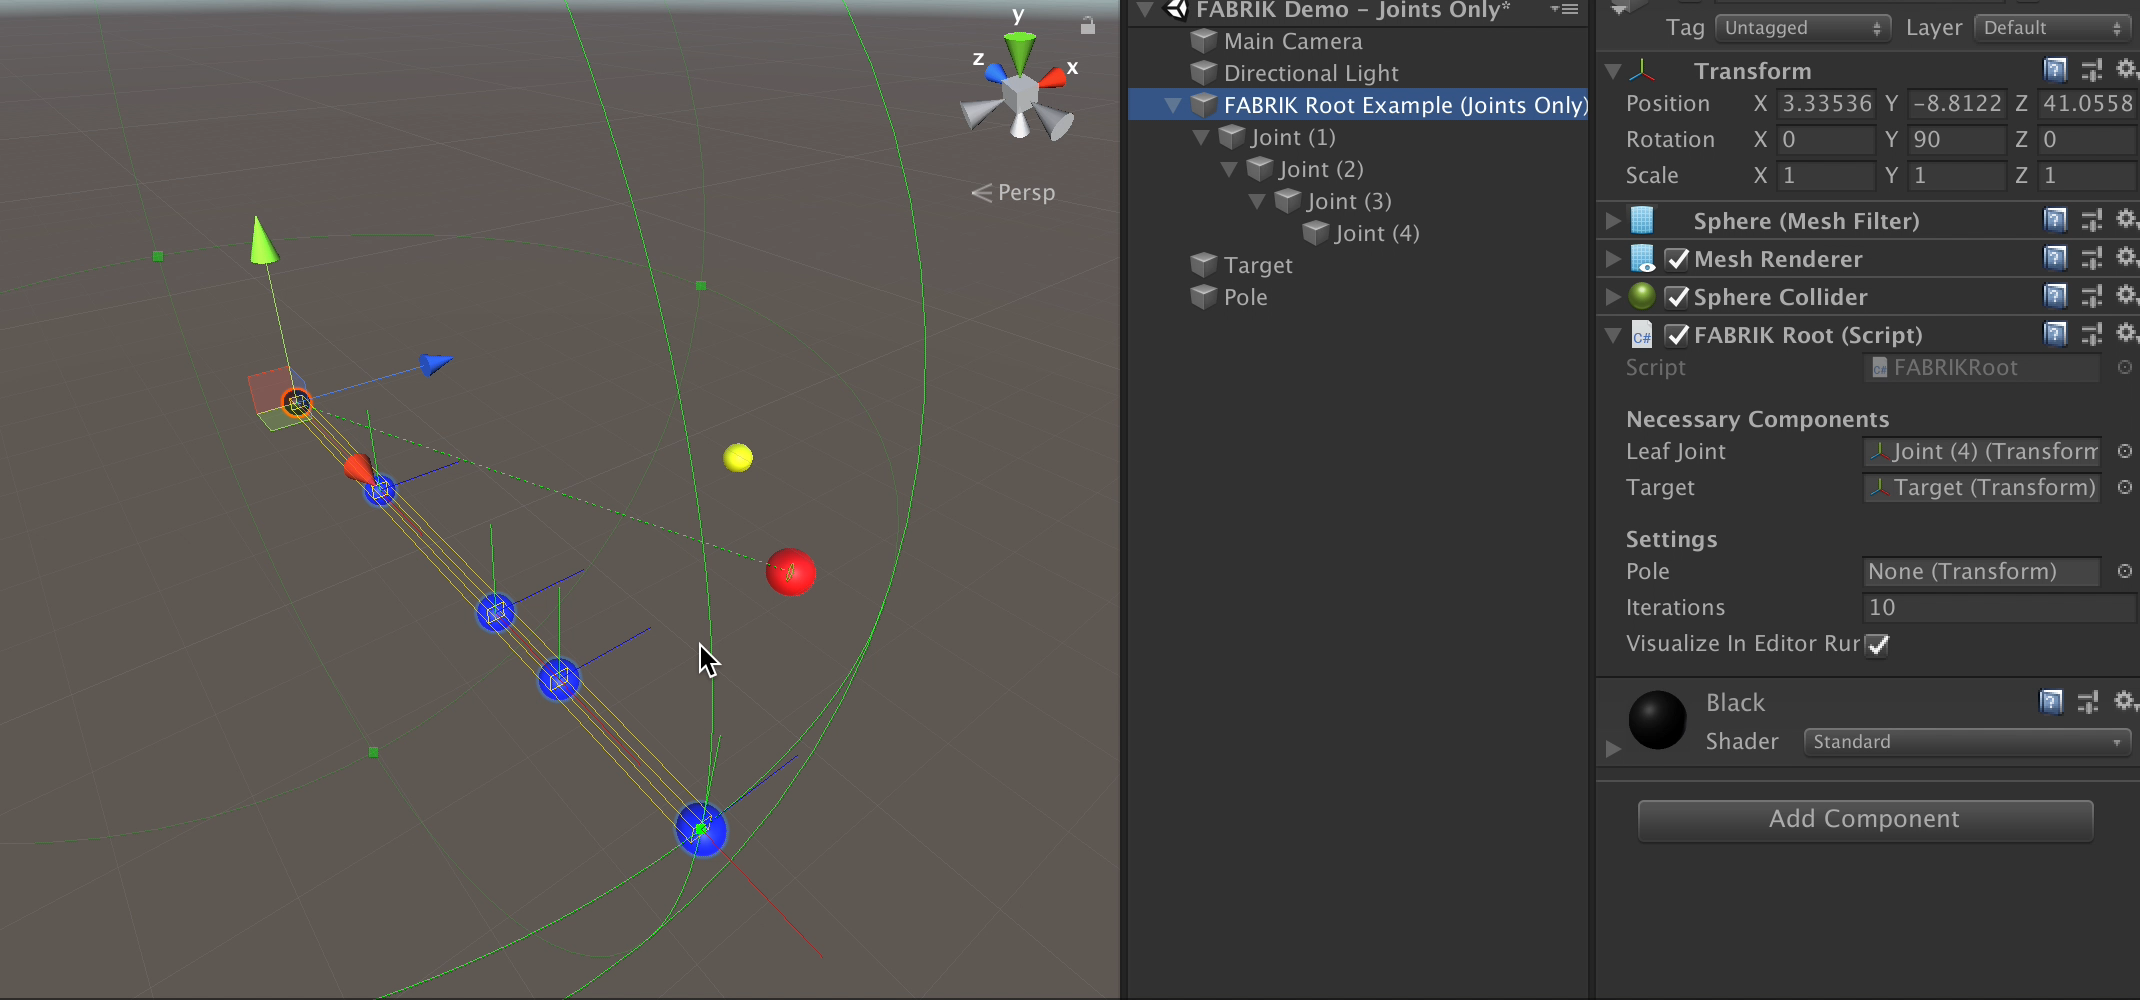 y
z
x
Persp
FABRIK Demo – Joints Only*
Main Camera
Directional Light
FABRIK Root Example (Joints Only)
Joint (1)
Joint (2)
Joint (3)
Joint (4)
Target
Pole
Tag Untagged Layer Default
Transform
Position X 3.33536 Y -8.8122 Z 41.0558
Rotation X 0 Y 90 Z 0
Scale X 1 Y 1 Z 1
Sphere (Mesh Filter)
Mesh Renderer
Sphere Collider
C# FABRIK Root (Script)
Script FABRIKRoot
Necessary Components
Leaf Joint Joint (4) (Transform
Target Target (Transform)
Settings
Pole None (Transform)
Iterations 10
Visualize In Editor Rur
Black
Shader Standard
Add Component